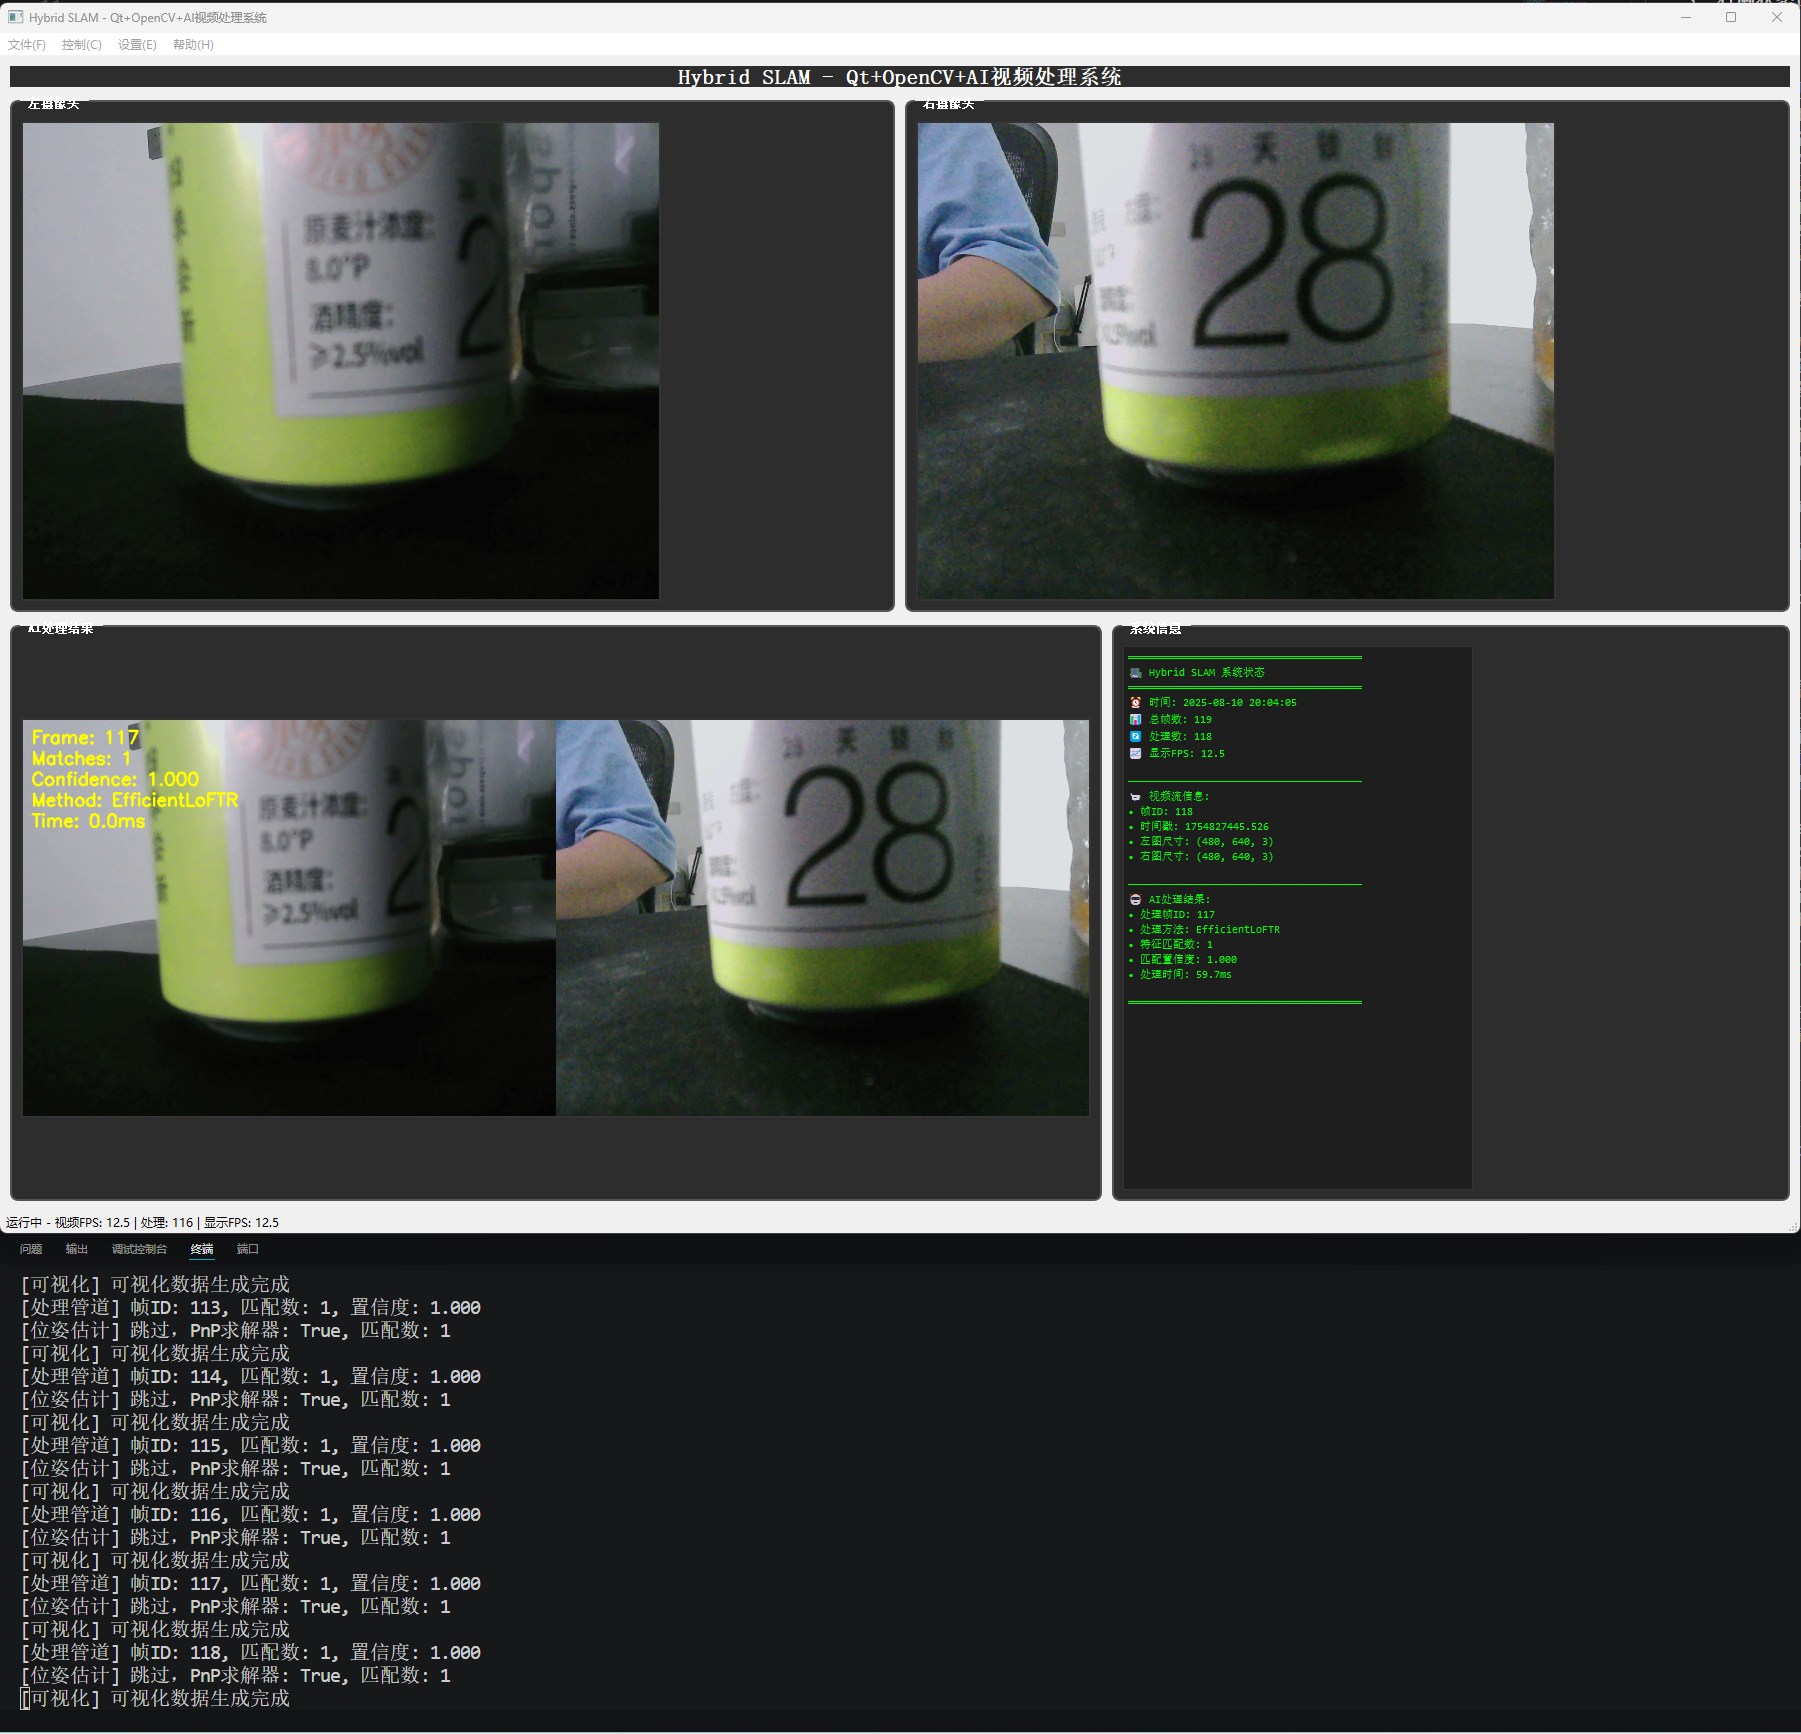 Hybrid SLAM - Qt+OpenCV+AI视频处理系统
文件(F) 控制(C) 设置(E) 帮助(H)
Hybrid SLAM - Qt+OpenCV+AI视频处理系统
左摄像头
原麦汁浓度:
8.0°P
酒精度:
≥2.5%vol
2
右摄像头
28
28
AI处理结果
Frame: 117
Matches: 1
Confidence: 1.000
Method: EfficientLoFTR
Time: 0.0ms
原麦汁浓度:
8.0°P
酒精度:
≥2.5%vol
2
28
28
系统信息
Hybrid SLAM 系统状态
时间: 2025-08-10 20:04:05
总帧数: 119
处理数: 118
显示FPS: 12.5
视频流信息:
• 帧ID: 118
• 时间戳: 1754827445.526
• 左图尺寸: (480, 640, 3)
• 右图尺寸: (480, 640, 3)
AI处理结果:
• 处理帧ID: 117
• 处理方法: EfficientLoFTR
• 特征匹配数: 1
• 匹配置信度: 1.000
• 处理时间: 59.7ms
运行中 - 视频FPS: 12.5 | 处理: 116 | 显示FPS: 12.5
问题 输出 调试控制台 终端 端口
[可视化] 可视化数据生成完成
[处理管道] 帧ID: 113, 匹配数: 1, 置信度: 1.000
[位姿估计] 跳过，PnP求解器: True, 匹配数: 1
[可视化] 可视化数据生成完成
[处理管道] 帧ID: 114, 匹配数: 1, 置信度: 1.000
[位姿估计] 跳过，PnP求解器: True, 匹配数: 1
[可视化] 可视化数据生成完成
[处理管道] 帧ID: 115, 匹配数: 1, 置信度: 1.000
[位姿估计] 跳过，PnP求解器: True, 匹配数: 1
[可视化] 可视化数据生成完成
[处理管道] 帧ID: 116, 匹配数: 1, 置信度: 1.000
[位姿估计] 跳过，PnP求解器: True, 匹配数: 1
[可视化] 可视化数据生成完成
[处理管道] 帧ID: 117, 匹配数: 1, 置信度: 1.000
[位姿估计] 跳过，PnP求解器: True, 匹配数: 1
[可视化] 可视化数据生成完成
[处理管道] 帧ID: 118, 匹配数: 1, 置信度: 1.000
[位姿估计] 跳过，PnP求解器: True, 匹配数: 1
[可视化] 可视化数据生成完成